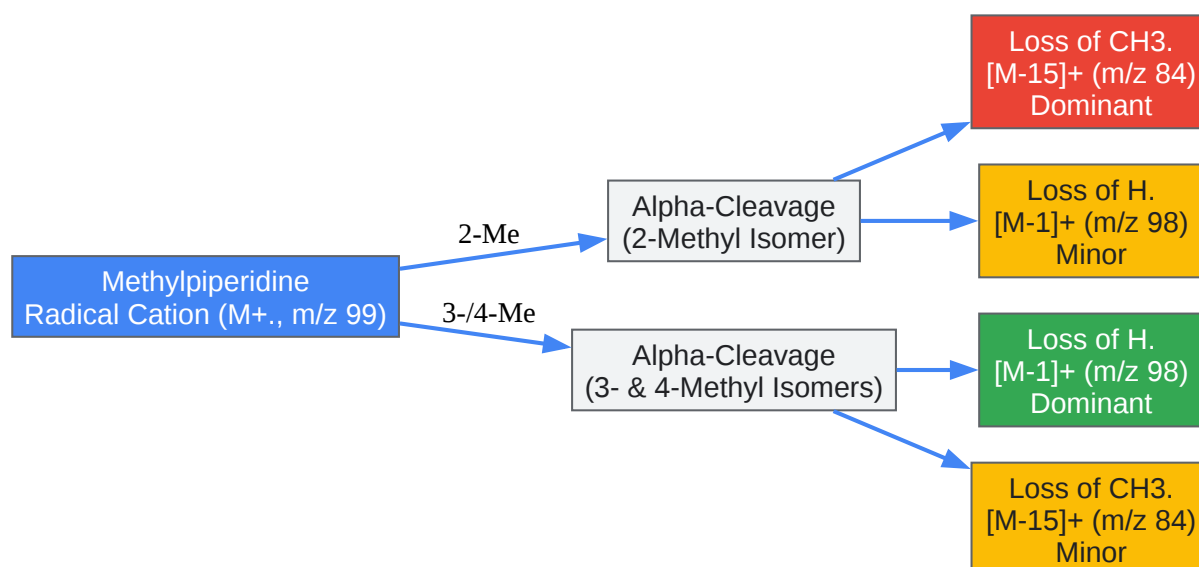 Loss of CH3.
[M-15]+ (m/z 84)
Dominant
Loss of H.
[M-1]+ (m/z 98)
Minor
2-Me
Alpha-Cleavage
(2-Methyl Isomer)
Methylpiperidine
Radical Cation (M+., m/z 99)
3-/4-Me
Alpha-Cleavage
(3- & 4-Methyl Isomers)
Loss of H.
[M-1]+ (m/z 98)
Dominant
Loss of CH3.
[M-15]+ (m/z 84)
Minor